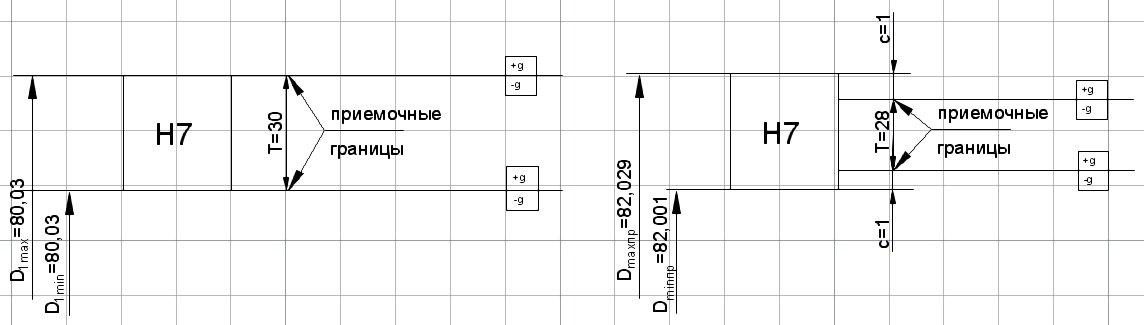 H7
T=30
приемочные
границы
+g
-g
+g
-g
D1max=80,03
D1min=80,03
H7
c=1
T=28
c=1
приемочные
границы
+g
-g
+g
-g
Dmaxпр=82,029
Dminпр=82,001